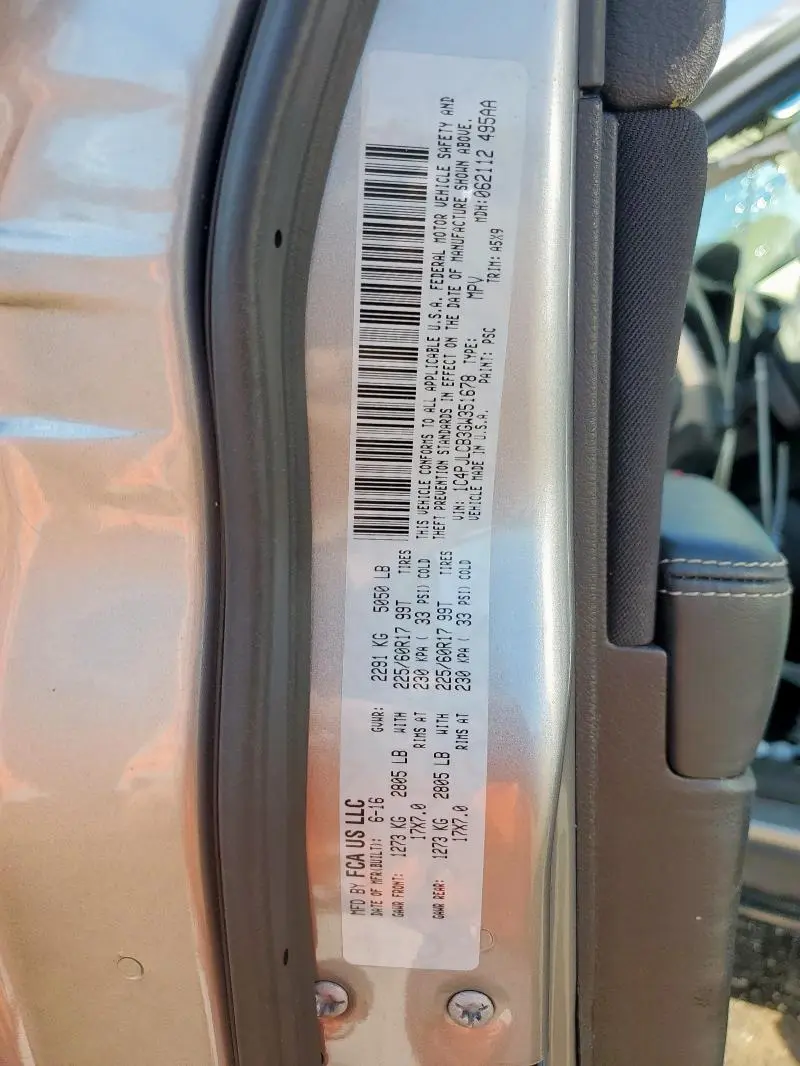 MFD BY FCA US LLC
DATE OF MFR(BUILT): 6-16 GVWR: 2291 KG 5050 LB
GAWR FRONT: 1273 KG 2805 LB WITH 225/60R17 99T TIRES
17X7.0 RIMS AT 230 KPA ( 33 PSI) COLD
GAWR REAR: 1273 KG 2805 LB WITH 225/60R17 99T TIRES
17X7.0 RIMS AT 230 KPA ( 33 PSI) COLD
THIS VEHICLE CONFORMS TO ALL APPLICABLE U.S.A. FEDERAL MOTOR VEHICLE SAFETY AND
THEFT PREVENTION STANDARDS IN EFFECT ON THE DATE OF MANUFACTURE SHOWN ABOVE.
VIN: 1C4PJLCB3GW351678 TYPE: MPV MDH:062112 495AA
VEHICLE MADE IN U.S.A. PAINT: PSC TRIM: A5X9